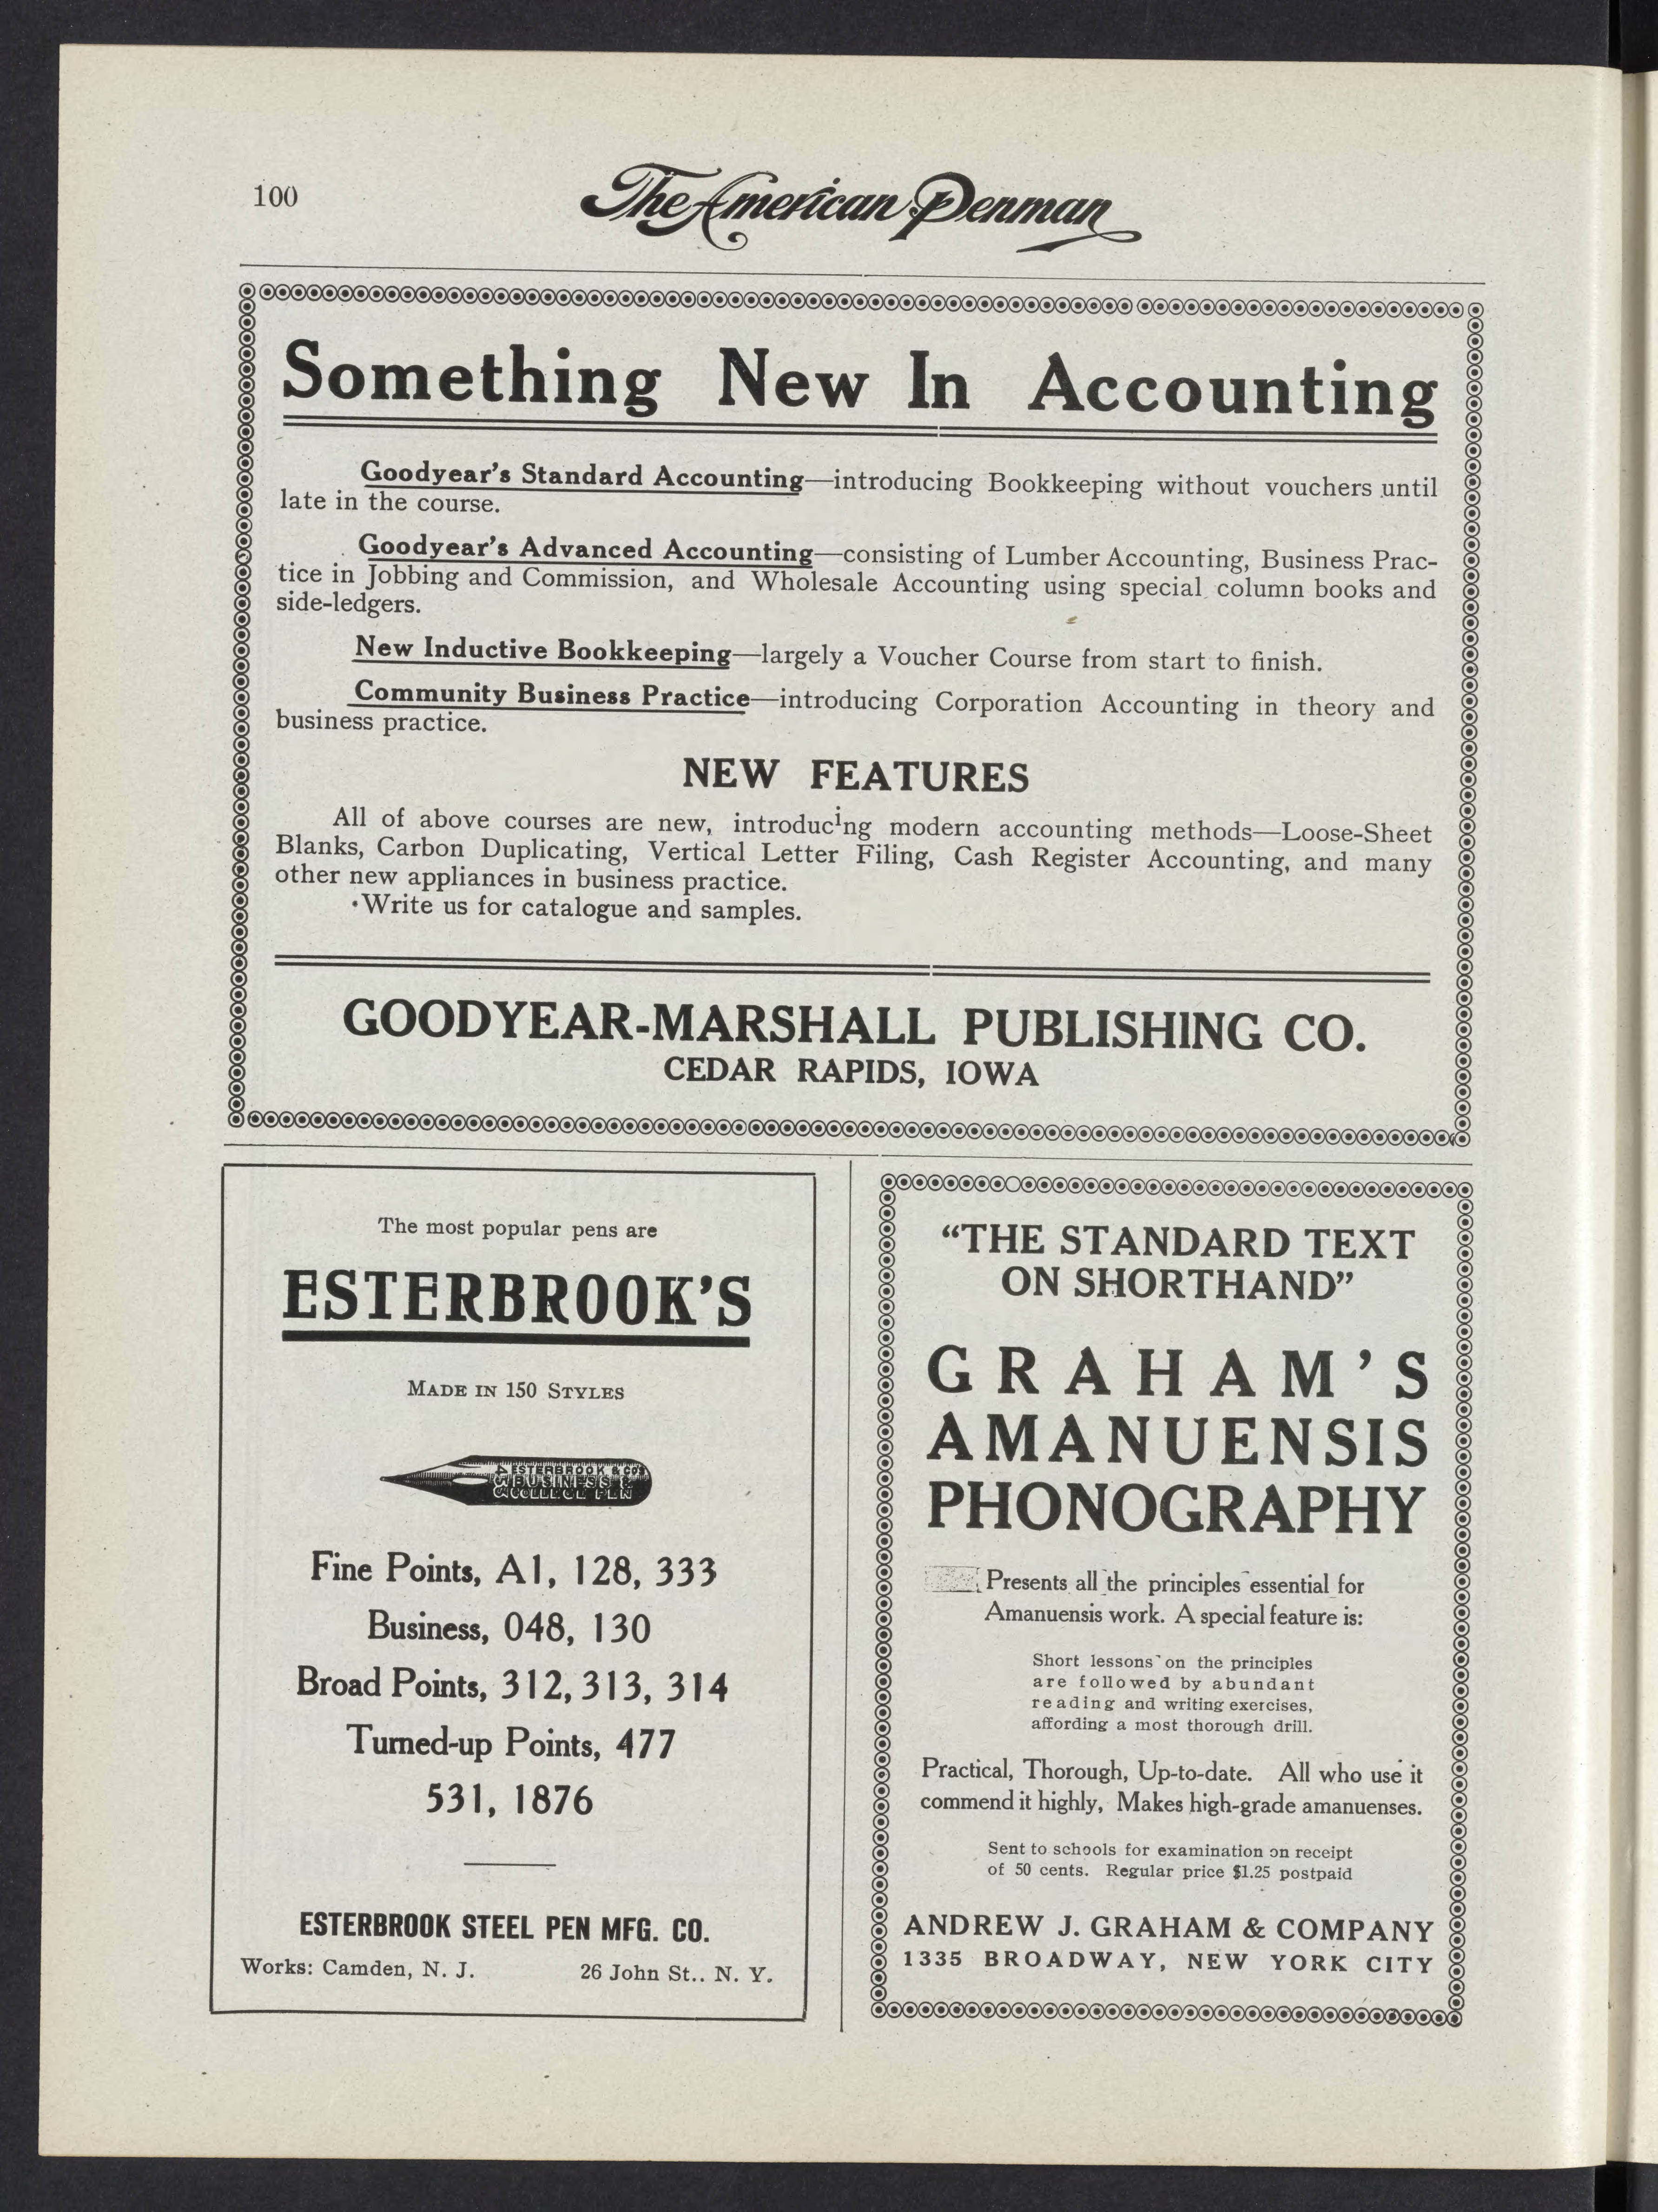 100
The American Penman
Something New In Accounting
Goodyear's Standard Accounting—introducing Bookkeeping without vouchers until
late in the course.
Goodyear's Advanced Accounting—consisting of Lumber Accounting, Business Prac-
tice in Jobbing and Commission, and Wholesale Accounting using special column books and
side-ledgers.
New Inductive Bookkeeping—largely a Voucher Course from start to finish.
Community Business Practice—introducing Corporation Accounting in theory and
business practice.
NEW FEATURES
All of above courses are new, introducing modern accounting methods—Loose-Sheet
Blanks, Carbon Duplicating, Vertical Letter Filing, Cash Register Accounting, and many
other new appliances in business practice.
Write us for catalogue and samples.
GOODYEAR-MARSHALL PUBLISHING CO.
CEDAR RAPIDS, IOWA
The most popular pens are
ESTERBROOK'S
MADE IN 150 STYLES
ESTERBROOK & CO'S
BUSINESS &
COLLEGE PEN
Fine Points, A1, 128, 333
Business, 048, 130
Broad Points, 312, 313, 314
Turned-up Points, 477
531, 1876
ESTERBROOK STEEL PEN MFG. CO.
Works: Camden, N. J. 26 John St.. N. Y.
"THE STANDARD TEXT
ON SHORTHAND"
GRAHAM'S
AMANUENSIS
PHONOGRAPHY
Presents all the principles essential for
Amanuensis work. A special feature is:
Short lessons on the principles
are followed by abundant
reading and writing exercises,
affording a most thorough drill.
Practical, Thorough, Up-to-date. All who use it
commend it highly, Makes high-grade amanuenses.
Sent to schools for examination on receipt
of 50 cents. Regular price $1.25 postpaid
ANDREW J. GRAHAM & COMPANY
1335 BROADWAY, NEW YORK CITY